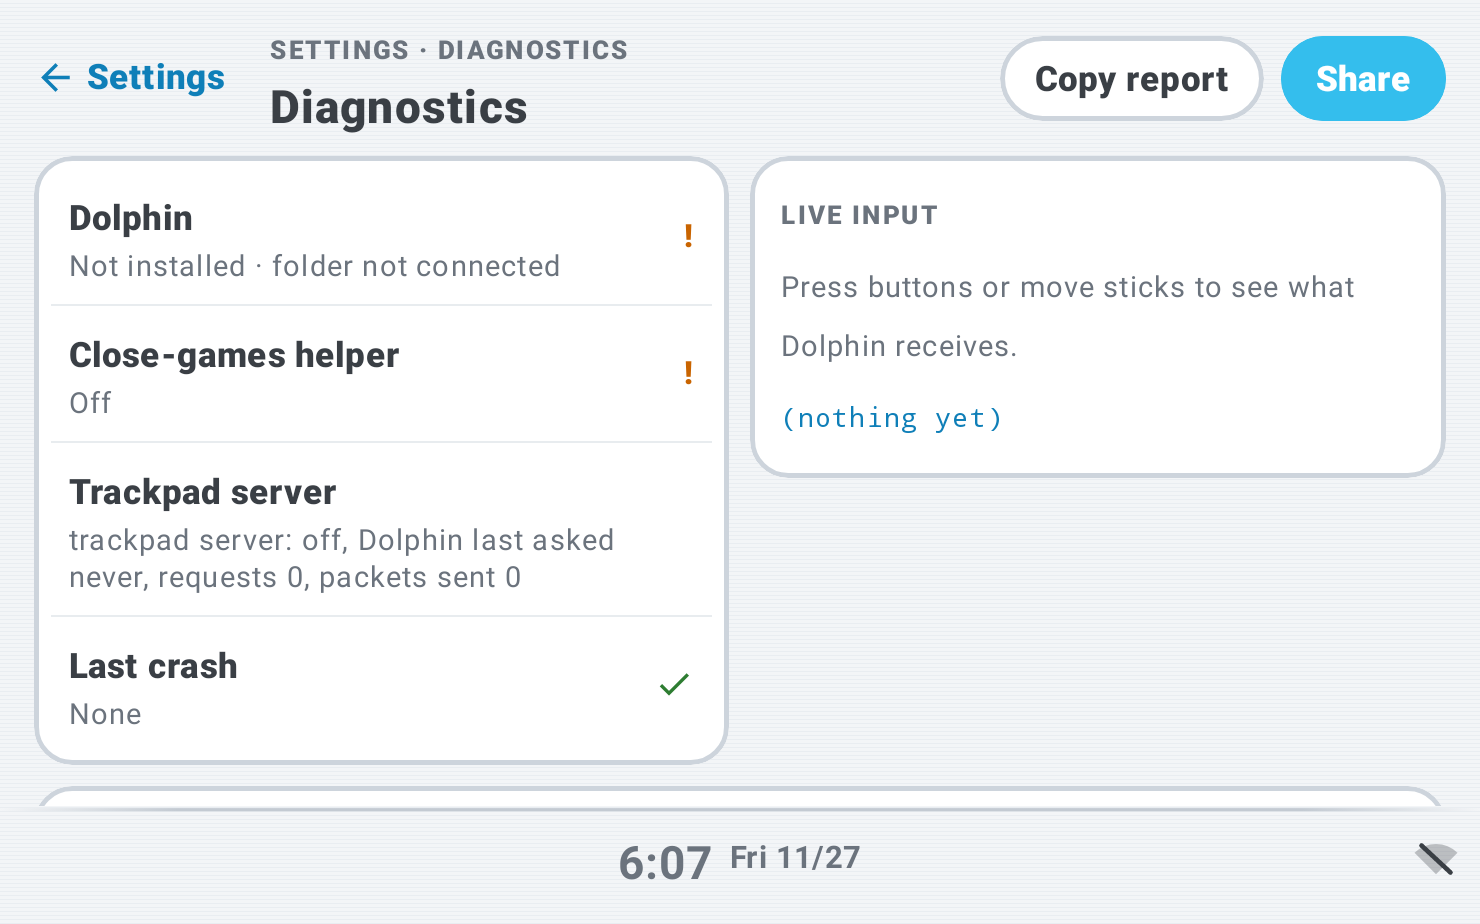 Settings
SETTINGS · DIAGNOSTICS
Diagnostics
Copy report
Share
Dolphin
Not installed · folder not connected
!
Close-games helper
Off
!
Trackpad server
trackpad server: off, Dolphin last asked
never, requests 0, packets sent 0
Last crash
None
LIVE INPUT
Press buttons or move sticks to see what
Dolphin receives.
(nothing yet)
6:07 Fri 11/27